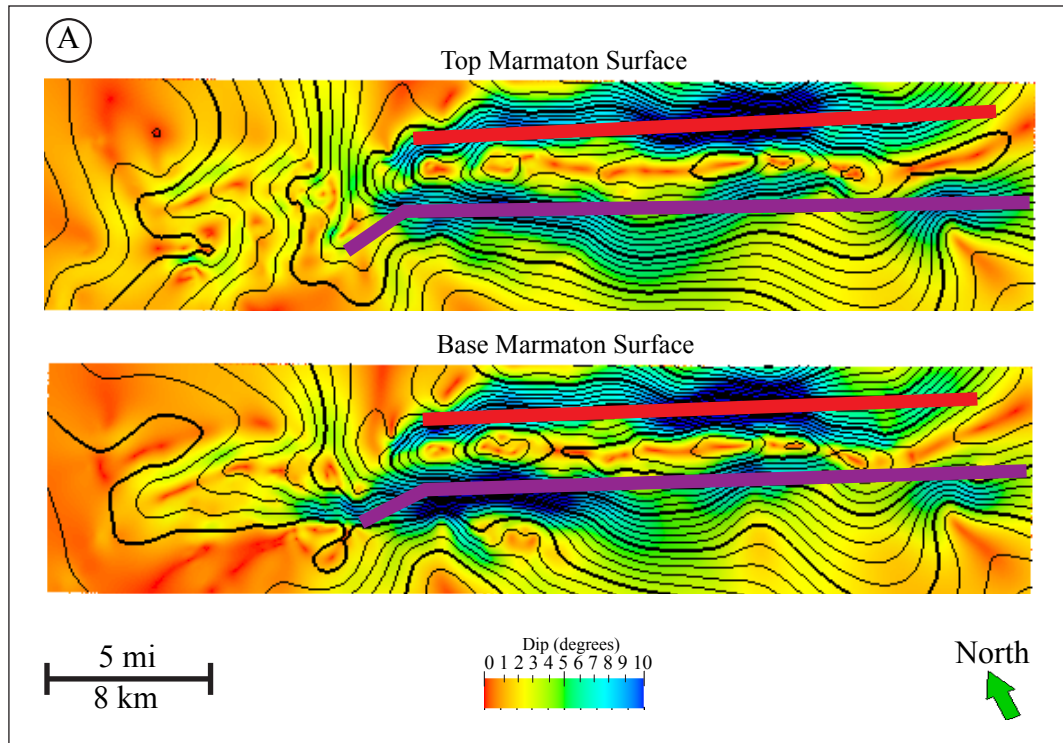 A
Top Marmaton Surface
Base Marmaton Surface
5 mi
8 km
Dip (degrees)
0 1 2 3 4 5 6 7 8 9 10
North